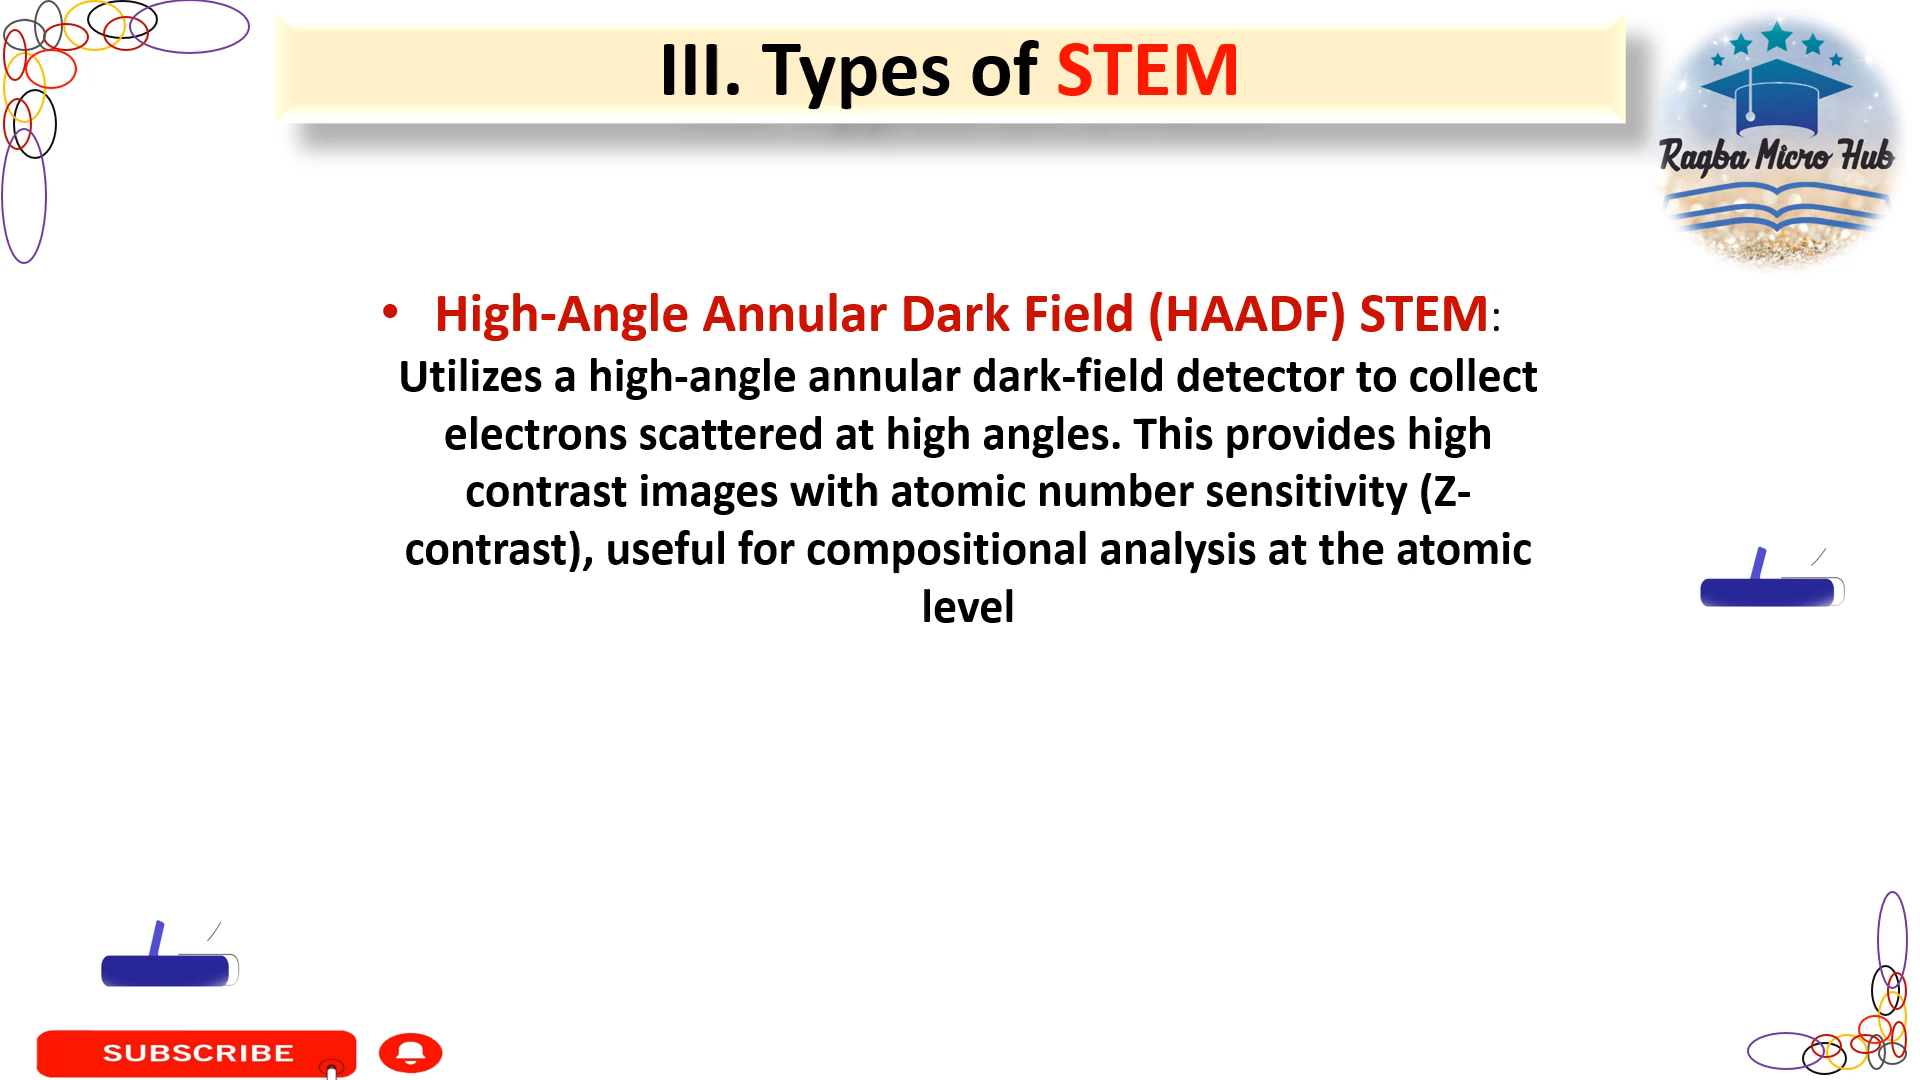 III. Types of STEM
Ragba Micro Hub
• High-Angle Annular Dark Field (HAADF) STEM:
Utilizes a high-angle annular dark-field detector to collect
electrons scattered at high angles. This provides high
contrast images with atomic number sensitivity (Z-
contrast), useful for compositional analysis at the atomic
level
SUBSCRIBE